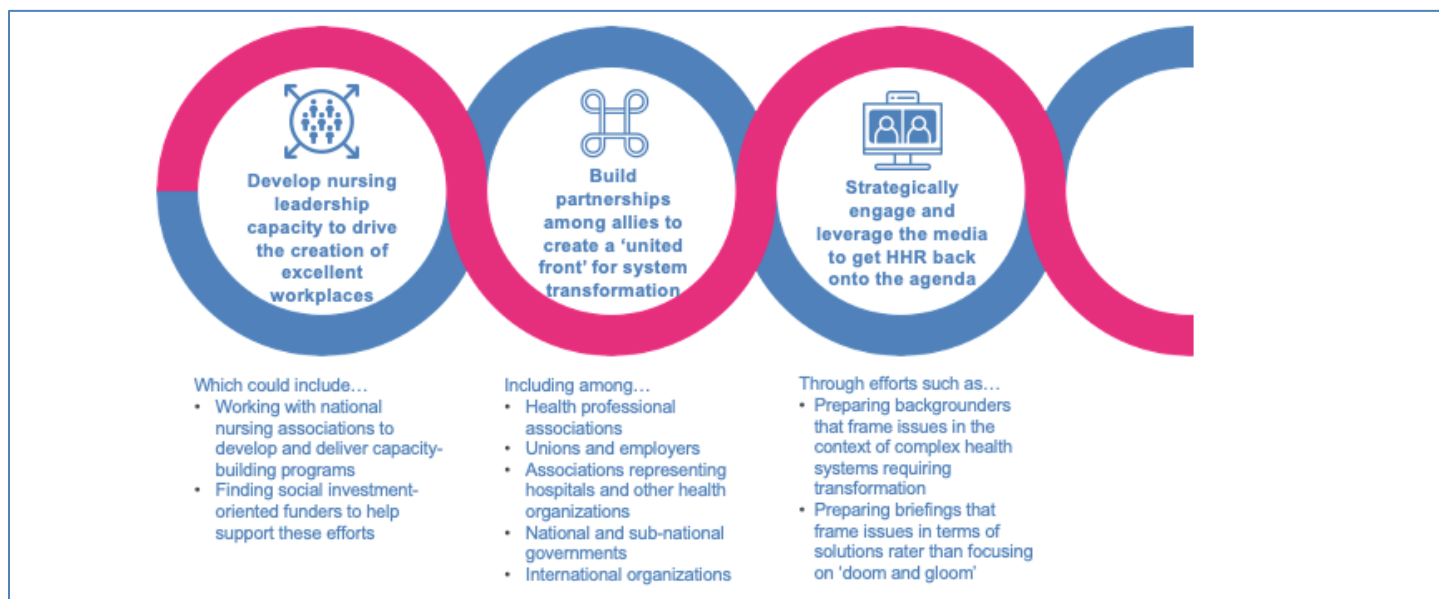 Develop nursing
leadership
capacity to drive
the creation of
excellent
workplaces
Build
partnerships
among allies to
create a ‘united
front’ for system
transformation
Strategically
engage and
leverage the media
to get HHR back
onto the agenda
Which could include…
• Working with national
nursing associations to
develop and deliver capacity-
building programs
• Finding social investment-
oriented funders to help
support these efforts
Including among…
• Health professional
associations
• Unions and employers
• Associations representing
hospitals and other health
organizations
• National and sub-national
governments
• International organizations
Through efforts such as…
• Preparing backgrounders
that frame issues in the
context of complex health
systems requiring
transformation
• Preparing briefings that
frame issues in terms of
solutions rater than focusing
on ‘doom and gloom’